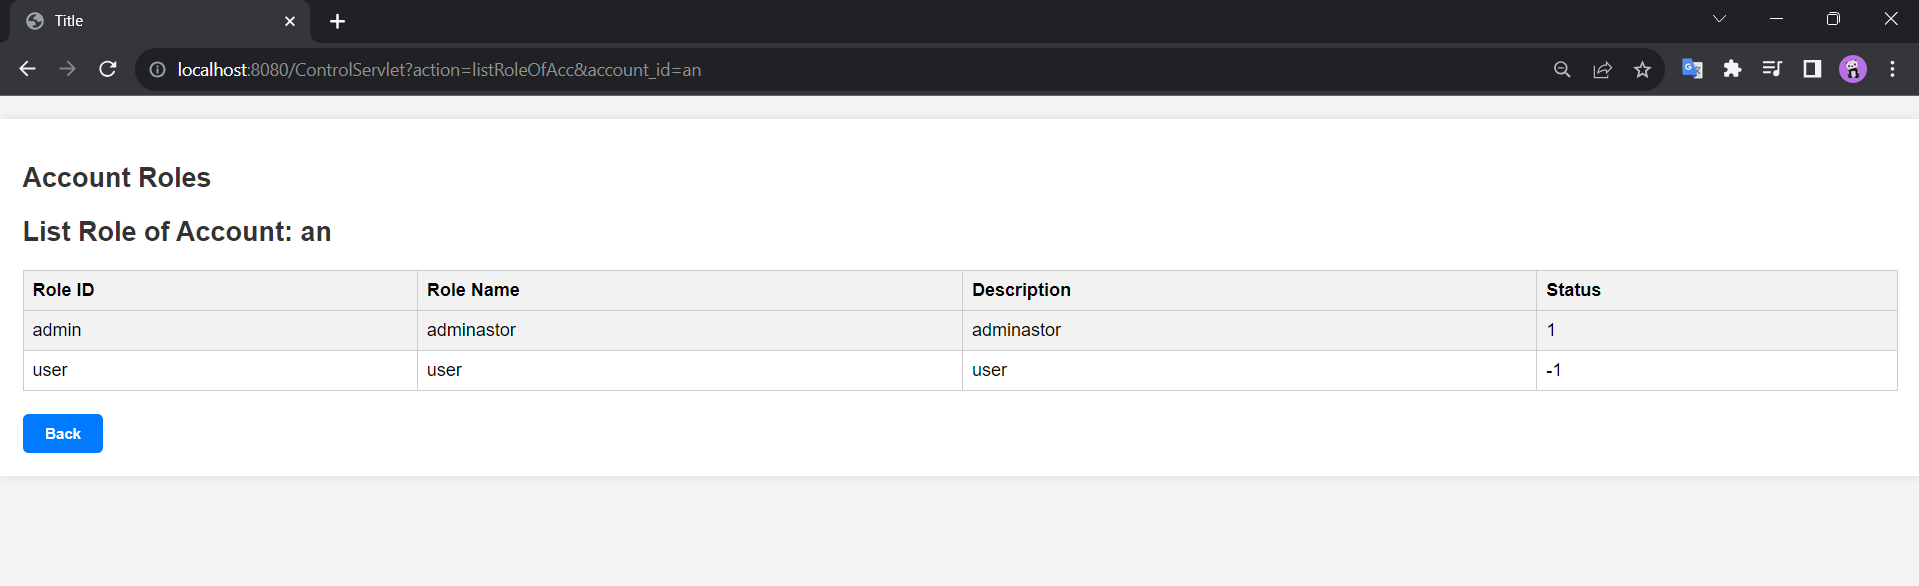 Title
localhost:8080/ControlServlet?action=listRoleOfAcc&account_id=an
Account Roles
List Role of Account: an
Role ID Role Name Description Status
admin adminastor adminastor 1
user user user -1
Back